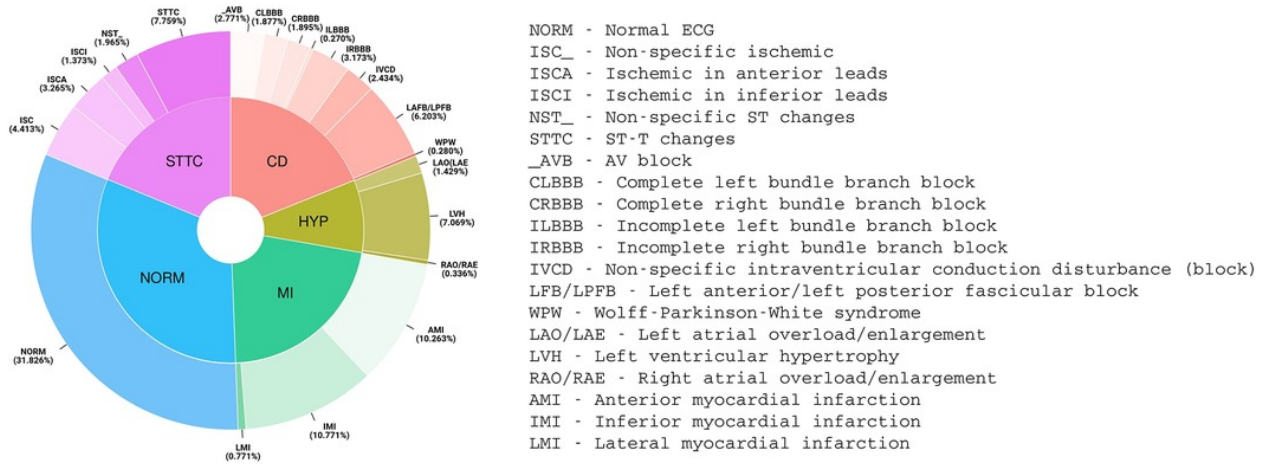 STTC
(7.759%)
_AVB
(2.771%)
CLBBB
(1.877%)
CRBBB
(1.895%)
ILBBB
(0.270%)
IRBBB
(3.173%)
IVCD
(2.434%)
LAFB/LPFB
(6.203%)
WPW
(0.280%)
LAO/LAE
(1.429%)
LVH
(7.069%)
RAO/RAE
(0.336%)
AMI
(10.263%)
IMI
(10.771%)
LMI
(0.771%)
NORM
(31.826%)
ISC
(4.413%)
ISCA
(3.265%)
ISCI
(1.373%)
NST_
(1.965%)
STTC
CD
HYP
MI
NORM
NORM - Normal ECG
ISC_ - Non-specific ischemic
ISCA - Ischemic in anterior leads
ISCI - Ischemic in inferior leads
NST_ - Non-specific ST changes
STTC - ST-T changes
_AVB - AV block
CLBBB - Complete left bundle branch block
CRBBB - Complete right bundle branch block
ILBBB - Incomplete left bundle branch block
IRBBB - Incomplete right bundle branch block
IVCD - Non-specific intraventricular conduction disturbance (block)
LFB/LPFB - Left anterior/left posterior fascicular block
WPW - Wolff-Parkinson-White syndrome
LAO/LAE - Left atrial overload/enlargement
LVH - Left ventricular hypertrophy
RAO/RAE - Right atrial overload/enlargement
AMI - Anterior myocardial infarction
IMI - Inferior myocardial infarction
LMI - Lateral myocardial infarction